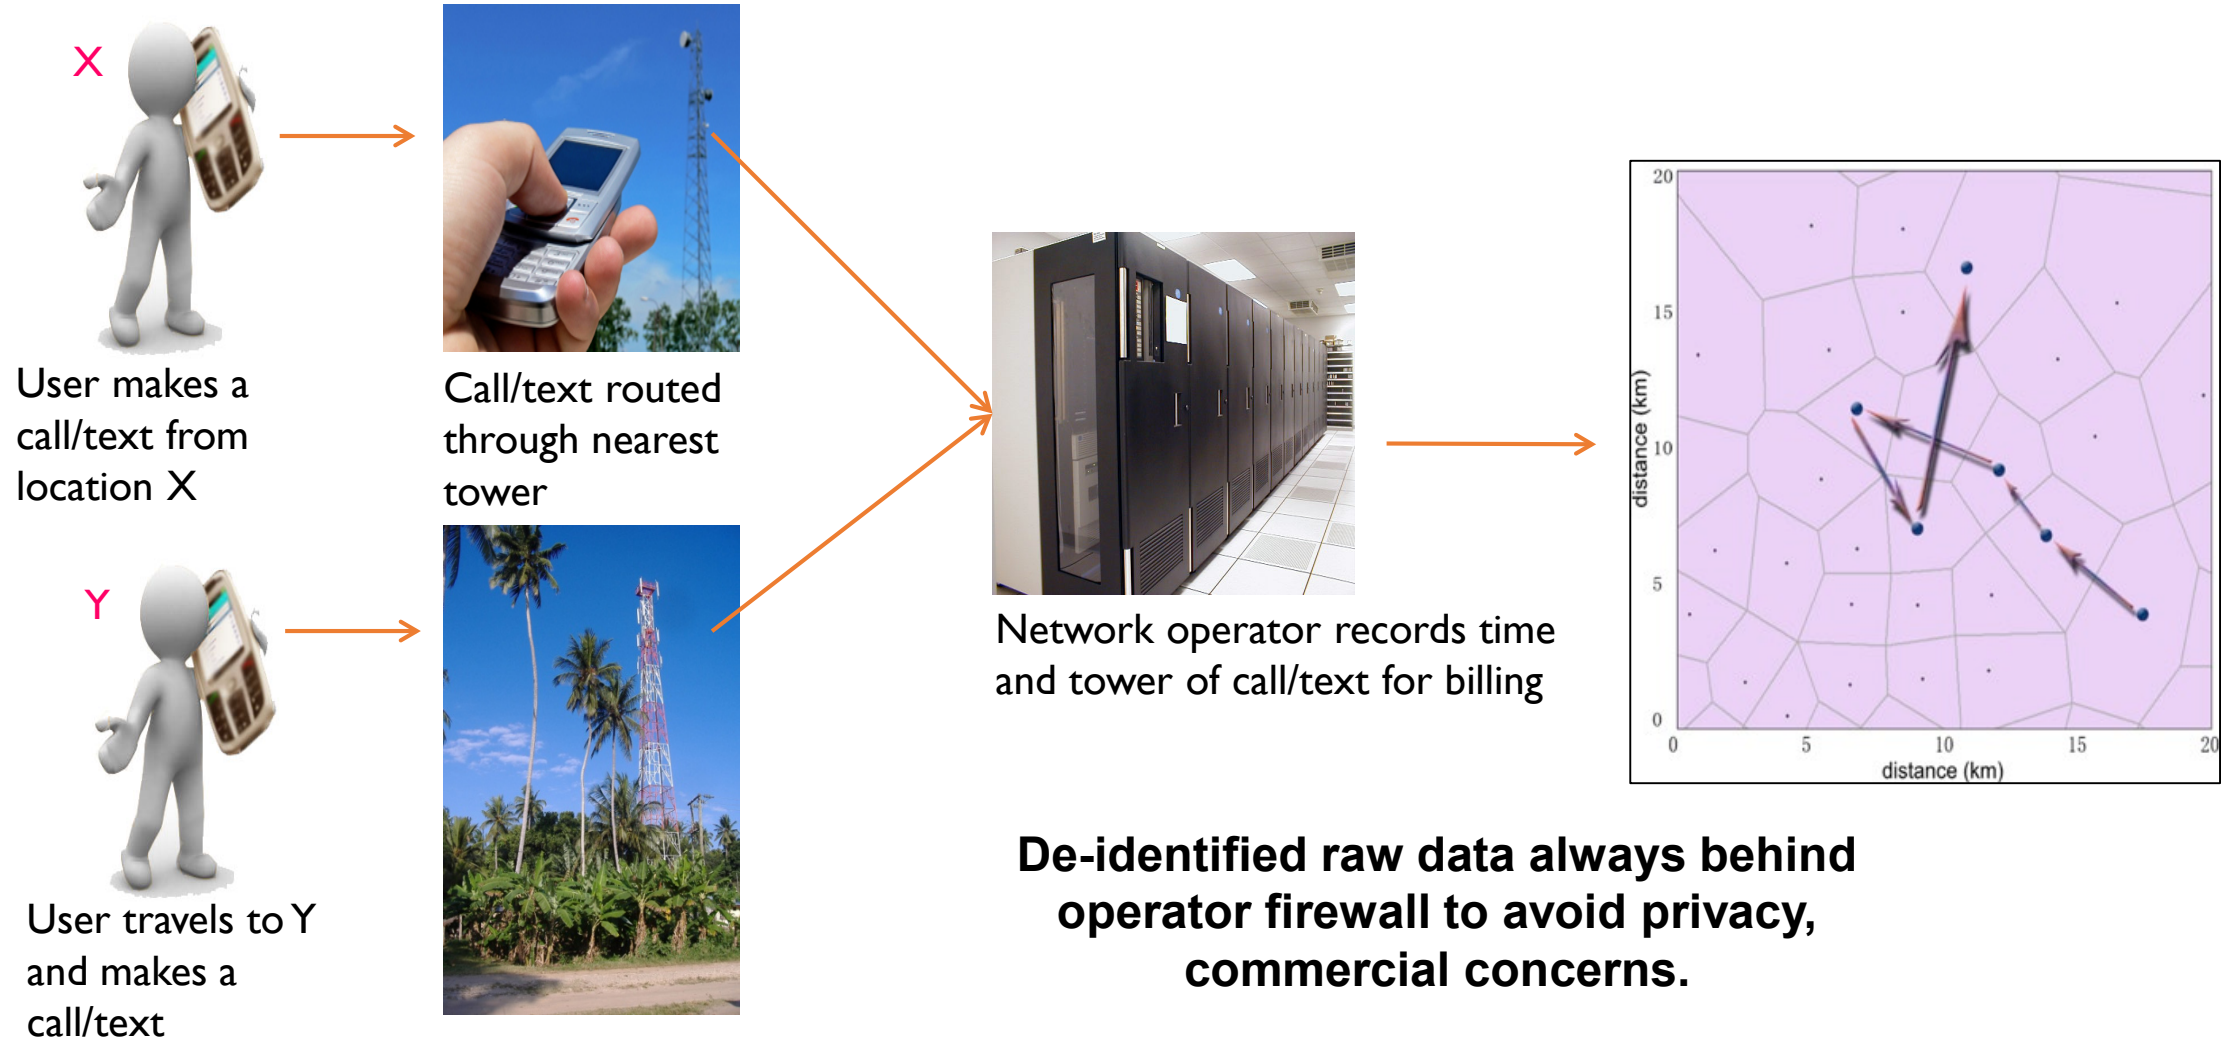 X
User makes a
call/text from
location X
Call/text routed
through nearest
tower
Y
User travels to Y
and makes a
call/text
Network operator records time
and tower of call/text for billing
20
15
10
5
0
distance (km)
0 5 10 15 20
distance (km)
De-identified raw data always behind
operator firewall to avoid privacy,
commercial concerns.